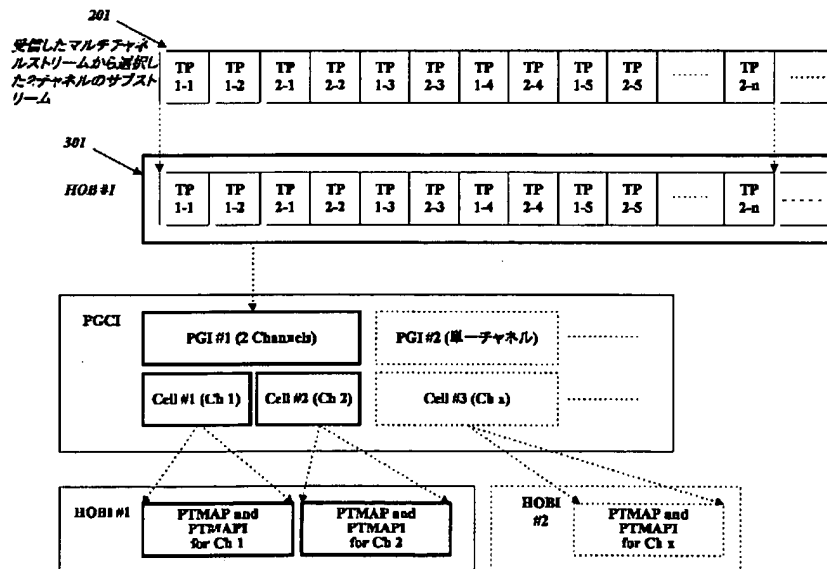 201
受信したマルチチャネ
ルストリームから選択し
た2チャネルのサブスト
リーム
TP 1-1 TP 1-2 TP 2-1 TP 2-2 TP 1-3 TP 2-3 TP 1-4 TP 2-4 TP 1-5 TP 2-5 ...... TP 2-n ......
301
HOB #1
TP 1-1 TP 1-2 TP 2-1 TP 2-2 TP 1-3 TP 2-3 TP 1-4 TP 2-4 TP 1-5 TP 2-5 ...... TP 2-n ......
PGCI
PGI #1 (2 Channels)
PGI #2 (単一チャネル)
Cell #1 (Ch 1)
Cell #2 (Ch 2)
Cell #3 (Ch x)
HOBI #1
PTMAP and
PTMAPI
for Ch 1
PTMAP and
PTMAPI
for Ch 2
HOBI
#2
PTMAP and
PTMAPI
for Ch x